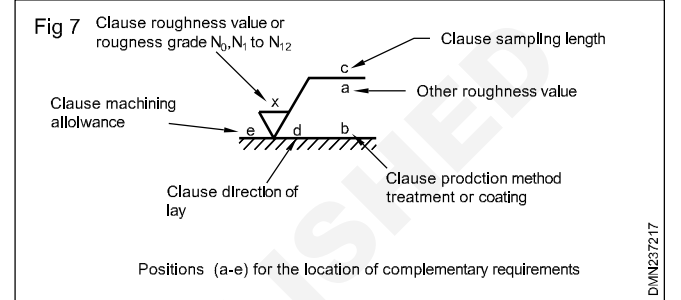 Fig 7
Clause roughness value or
rougness grade N0,N1 to N12
Clause sampling length
c
a
Other roughness value
x
Clause machining
allolwance
e
d
b
Clause direction of
lay
Clause prodction method
treatment or coating
Positions (a-e) for the location of complementary requirements
DMN237217
ISHED